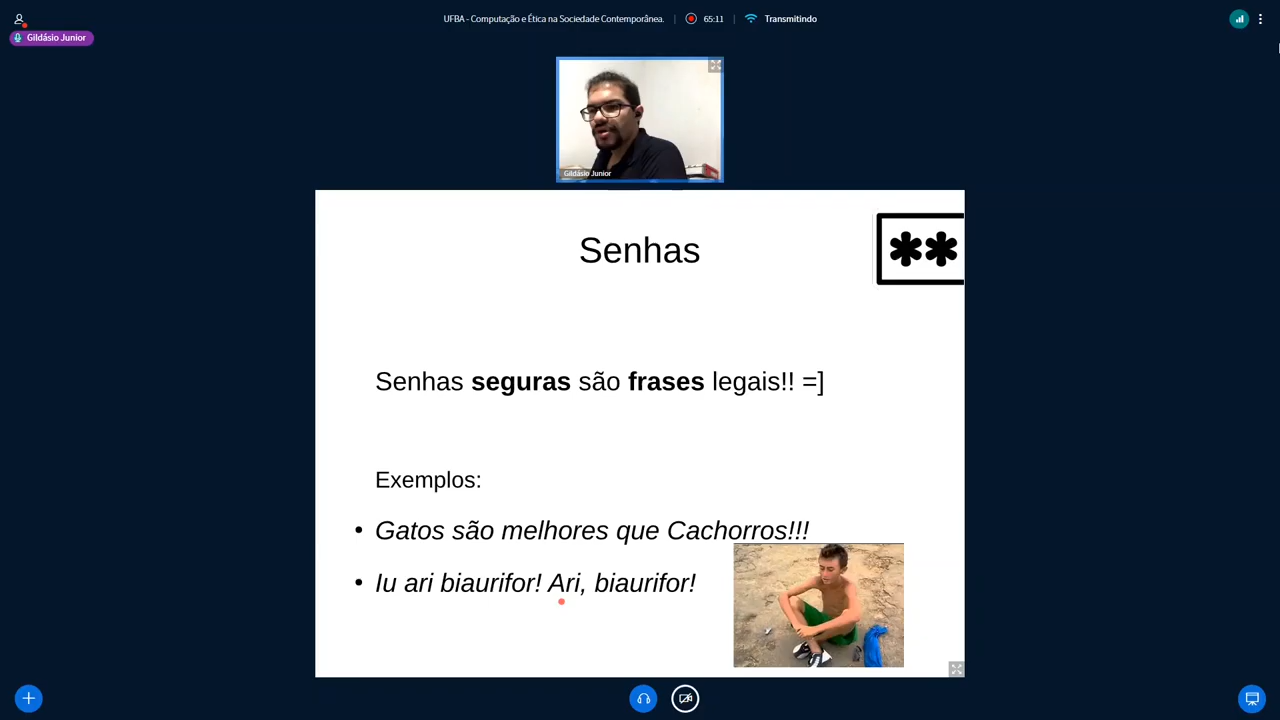 UFBA - Computação e Ética na Sociedade Contemporânea. | 65:11 | Transmitindo
Gildásio Junior
Gildásio Junior
Senhas
**
Senhas seguras são frases legais!! =]
Exemplos:
• Gatos são melhores que Cachorros!!!
• Iu ari biaurifor! Ari, biaurifor!